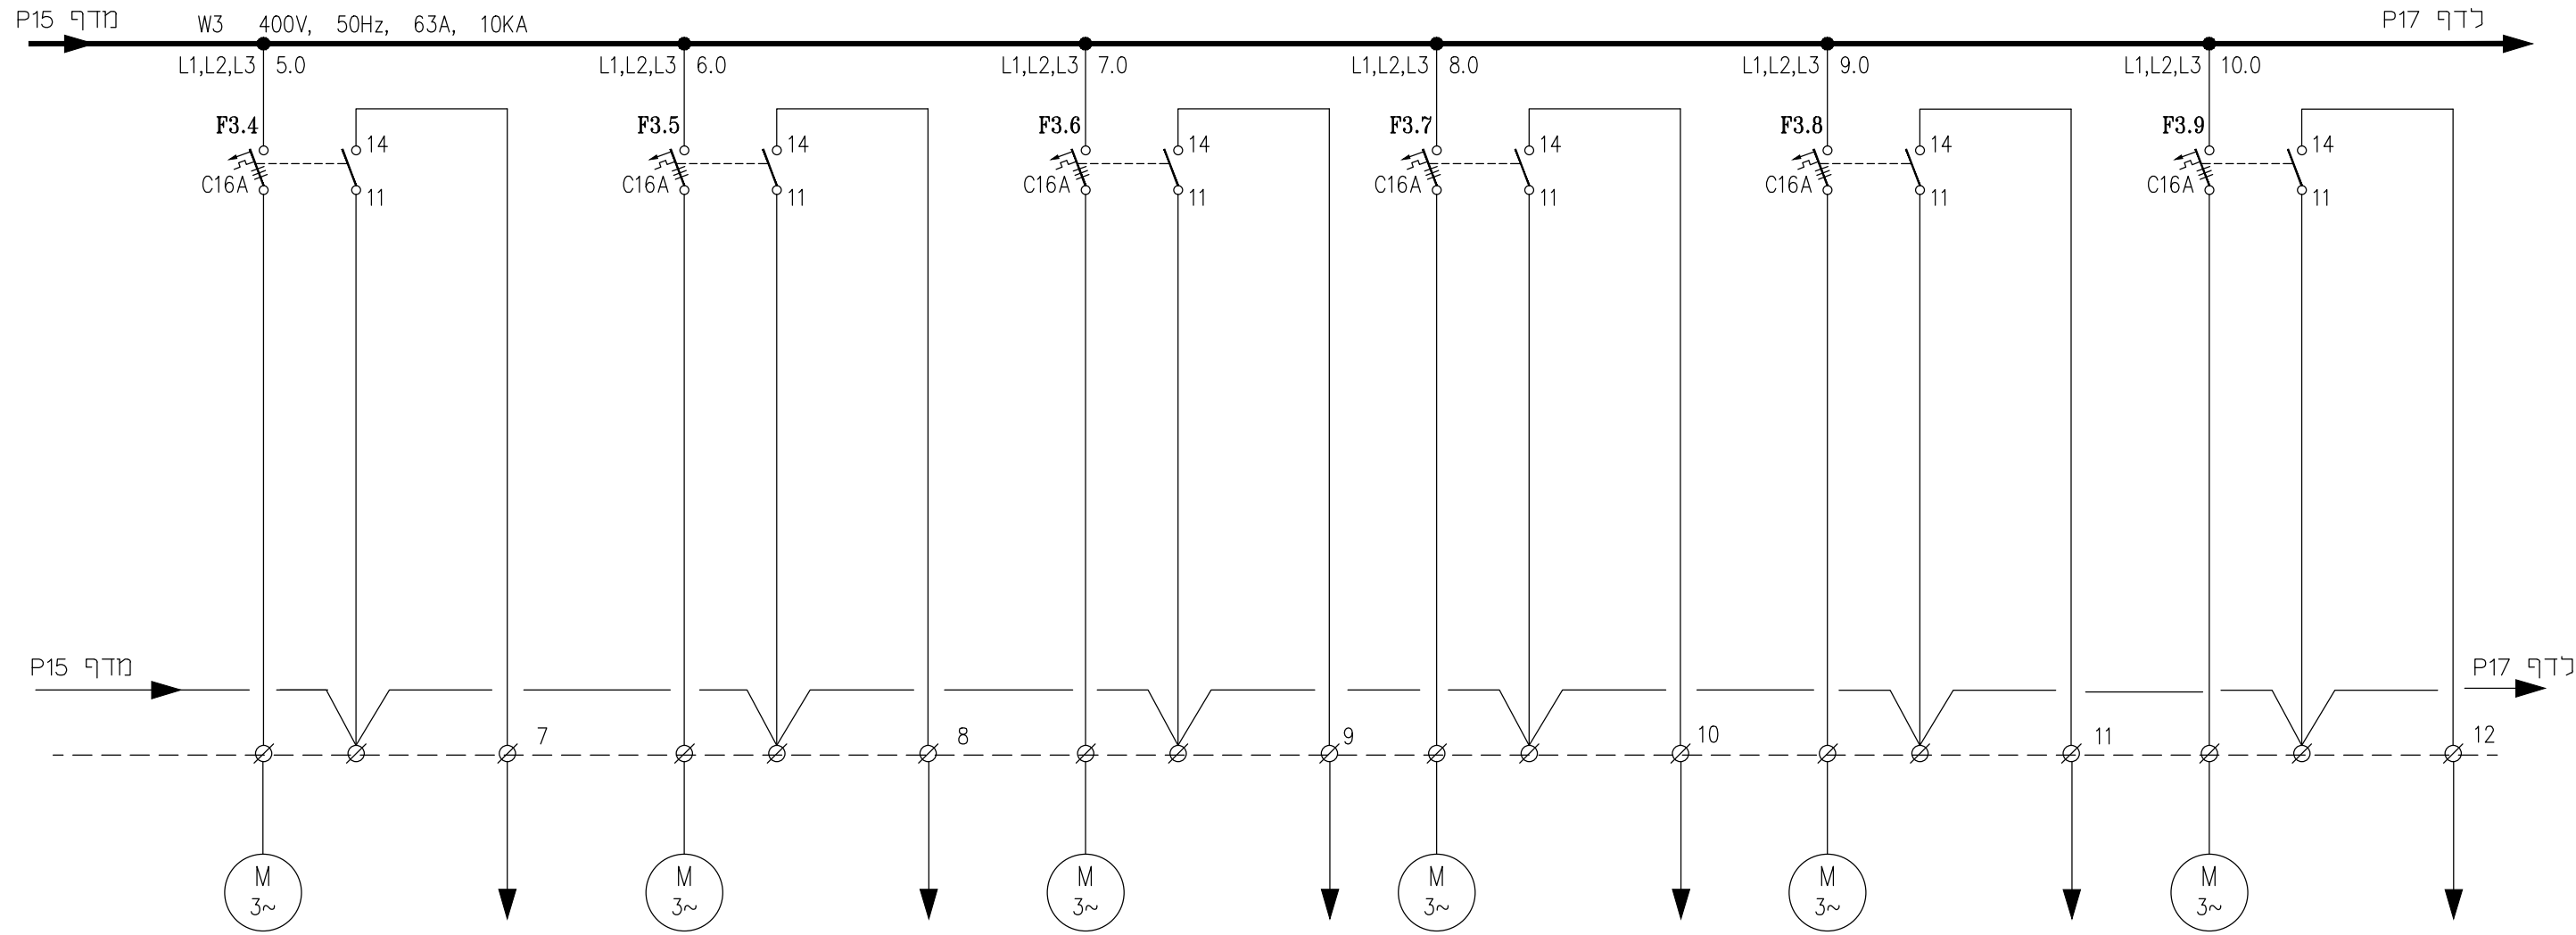 P15 מדף
W3 400V, 50Hz, 63A, 10KA
P17 לדף
L1,L2,L3 5.0
L1,L2,L3 6.0
L1,L2,L3 7.0
L1,L2,L3 8.0
L1,L2,L3 9.0
L1,L2,L3 10.0
F3.4
14
F3.5
14
F3.6
14
F3.7
14
F3.8
14
F3.9
14
C16A
11
C16A
11
C16A
11
C16A
11
C16A
11
C16A
11
P15 מדף
P17 לדף
7
8
9
10
11
12
M
3~
M
3~
M
3~
M
3~
M
3~
M
3~